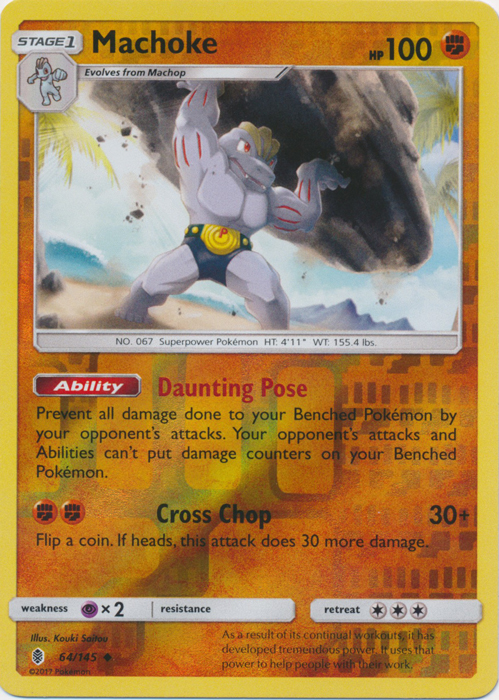 STAGE 1 Machoke HP 100
Evolves from Machop
P
NO. 067 Superpower Pokémon HT: 4'11" WT: 155.4 lbs.
Ability Daunting Pose
Prevent all damage done to your Benched Pokémon by
your opponent's attacks. Your opponent's attacks and
Abilities can't put damage counters on your Benched
Pokémon.
Cross Chop 30+
Flip a coin. If heads, this attack does 30 more damage.
weakness ×2 resistance retreat
Illus. Kouki Saitou
64/145
©2017 Pokémon
As a result of its continual workouts, it has
developed tremendous power. It uses that
power to help people with their work.